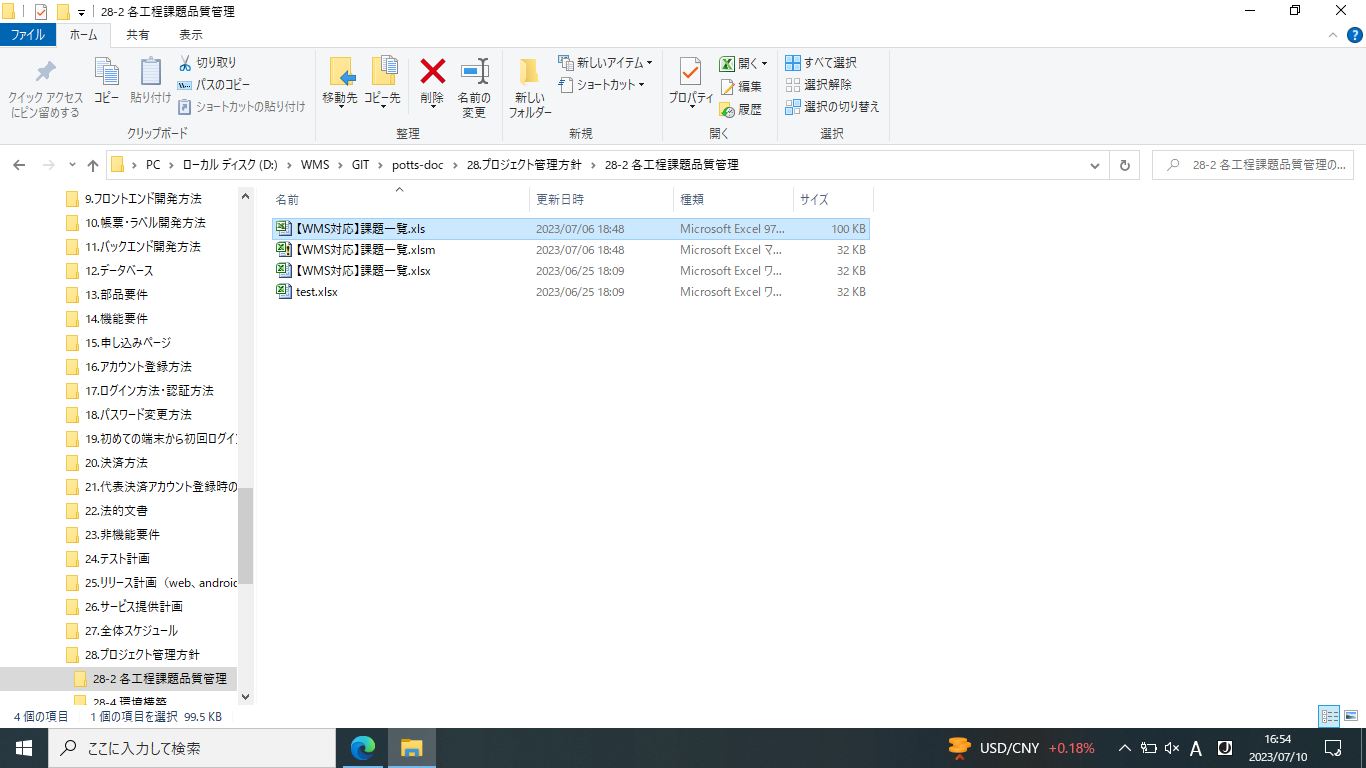 28-2 各工程課題品質管理
ファイル ホーム 共有 表示
クイック アクセス
にピン留めする
コピー
貼り付け
切り取り
パスのコピー
ショートカットの貼り付け
クリップボード
移動先
コピー先
削除
名前の
変更
整理
新しい
フォルダー
新しいアイテム
ショートカット
新規
プロパティ
開く
編集
履歴
開く
すべて選択
選択解除
選択の切り替え
選択
PC > ローカル ディスク (D:) > WMS > GIT > potts-doc > 28.プロジェクト管理方針 > 28-2 各工程課題品質管理
28-2 各工程課題品質管理の...
9.フロントエンド開発方法
10.帳票・ラベル開発方法
11.バックエンド開発方法
12.データベース
13.部品要件
14.機能要件
15.申し込みページ
16.アカウント登録方法
17.ログイン方法・認証方法
18.パスワード変更方法
19.初めての端末から初回ログイン
20.決済方法
21.代表決済アカウント登録時の
22.法的文書
23.非機能要件
24.テスト計画
25.リリース計画（web、android
26.サービス提供計画
27.全体スケジュール
28.プロジェクト管理方針
28-2 各工程課題品質管理
28-4 環境構築
名前 更新日時 種類 サイズ
【WMS対応】課題一覧.xls 2023/07/06 18:48 Microsoft Excel 97... 100 KB
【WMS対応】課題一覧.xlsm 2023/07/06 18:48 Microsoft Excel マ... 32 KB
【WMS対応】課題一覧.xlsx 2023/06/25 18:09 Microsoft Excel ワ... 32 KB
test.xlsx 2023/06/25 18:09 Microsoft Excel ワ... 32 KB
4 個の項目 1 個の項目を選択 99.5 KB
ここに入力して検索
USD/CNY +0.18%
A
J
16:54
2023/07/10